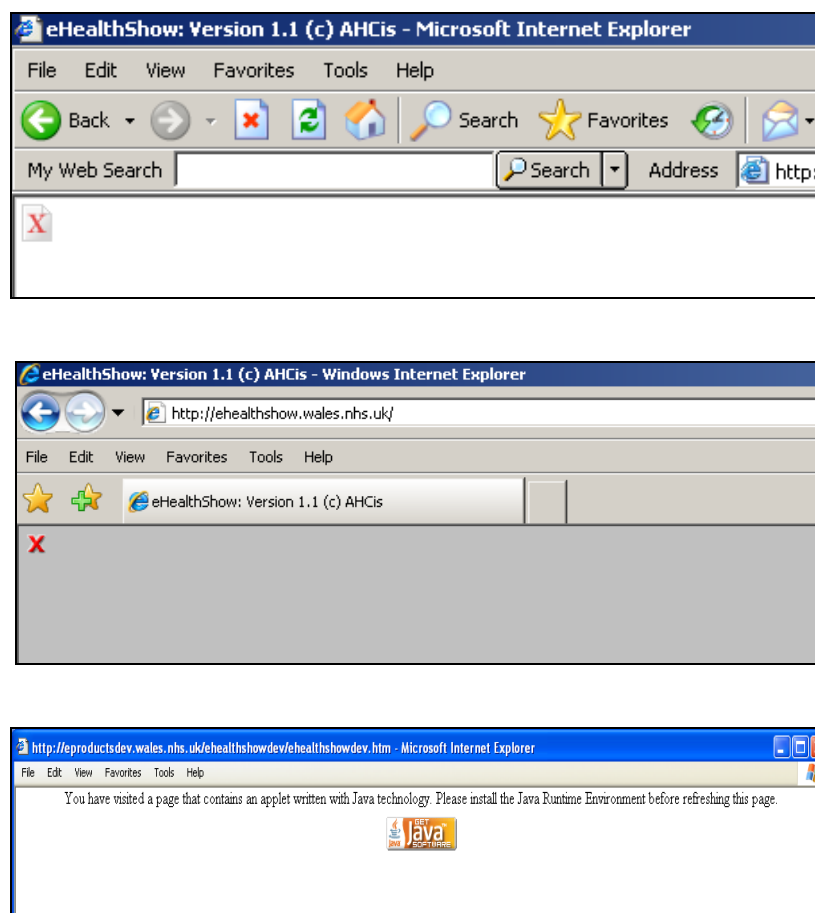 eHealthShow: Version 1.1 (c) AHCis - Microsoft Internet Explorer
File Edit View Favorites Tools Help
Back Search Favorites
My Web Search Search Address http:
X
eHealthShow: Version 1.1 (c) AHCis - Windows Internet Explorer
http://ehealthshow.wales.nhs.uk/
File Edit View Favorites Tools Help
eHealthShow: Version 1.1 (c) AHCis
X
http://eproductsdev.wales.nhs.uk/ehealthshowdev/ehealthshowdev.htm - Microsoft Internet Explorer
File Edit View Favorites Tools Help
You have visited a page that contains an applet written with Java technology. Please install the Java Runtime Environment before refreshing this page.
GET
Java
java SOFTWARE